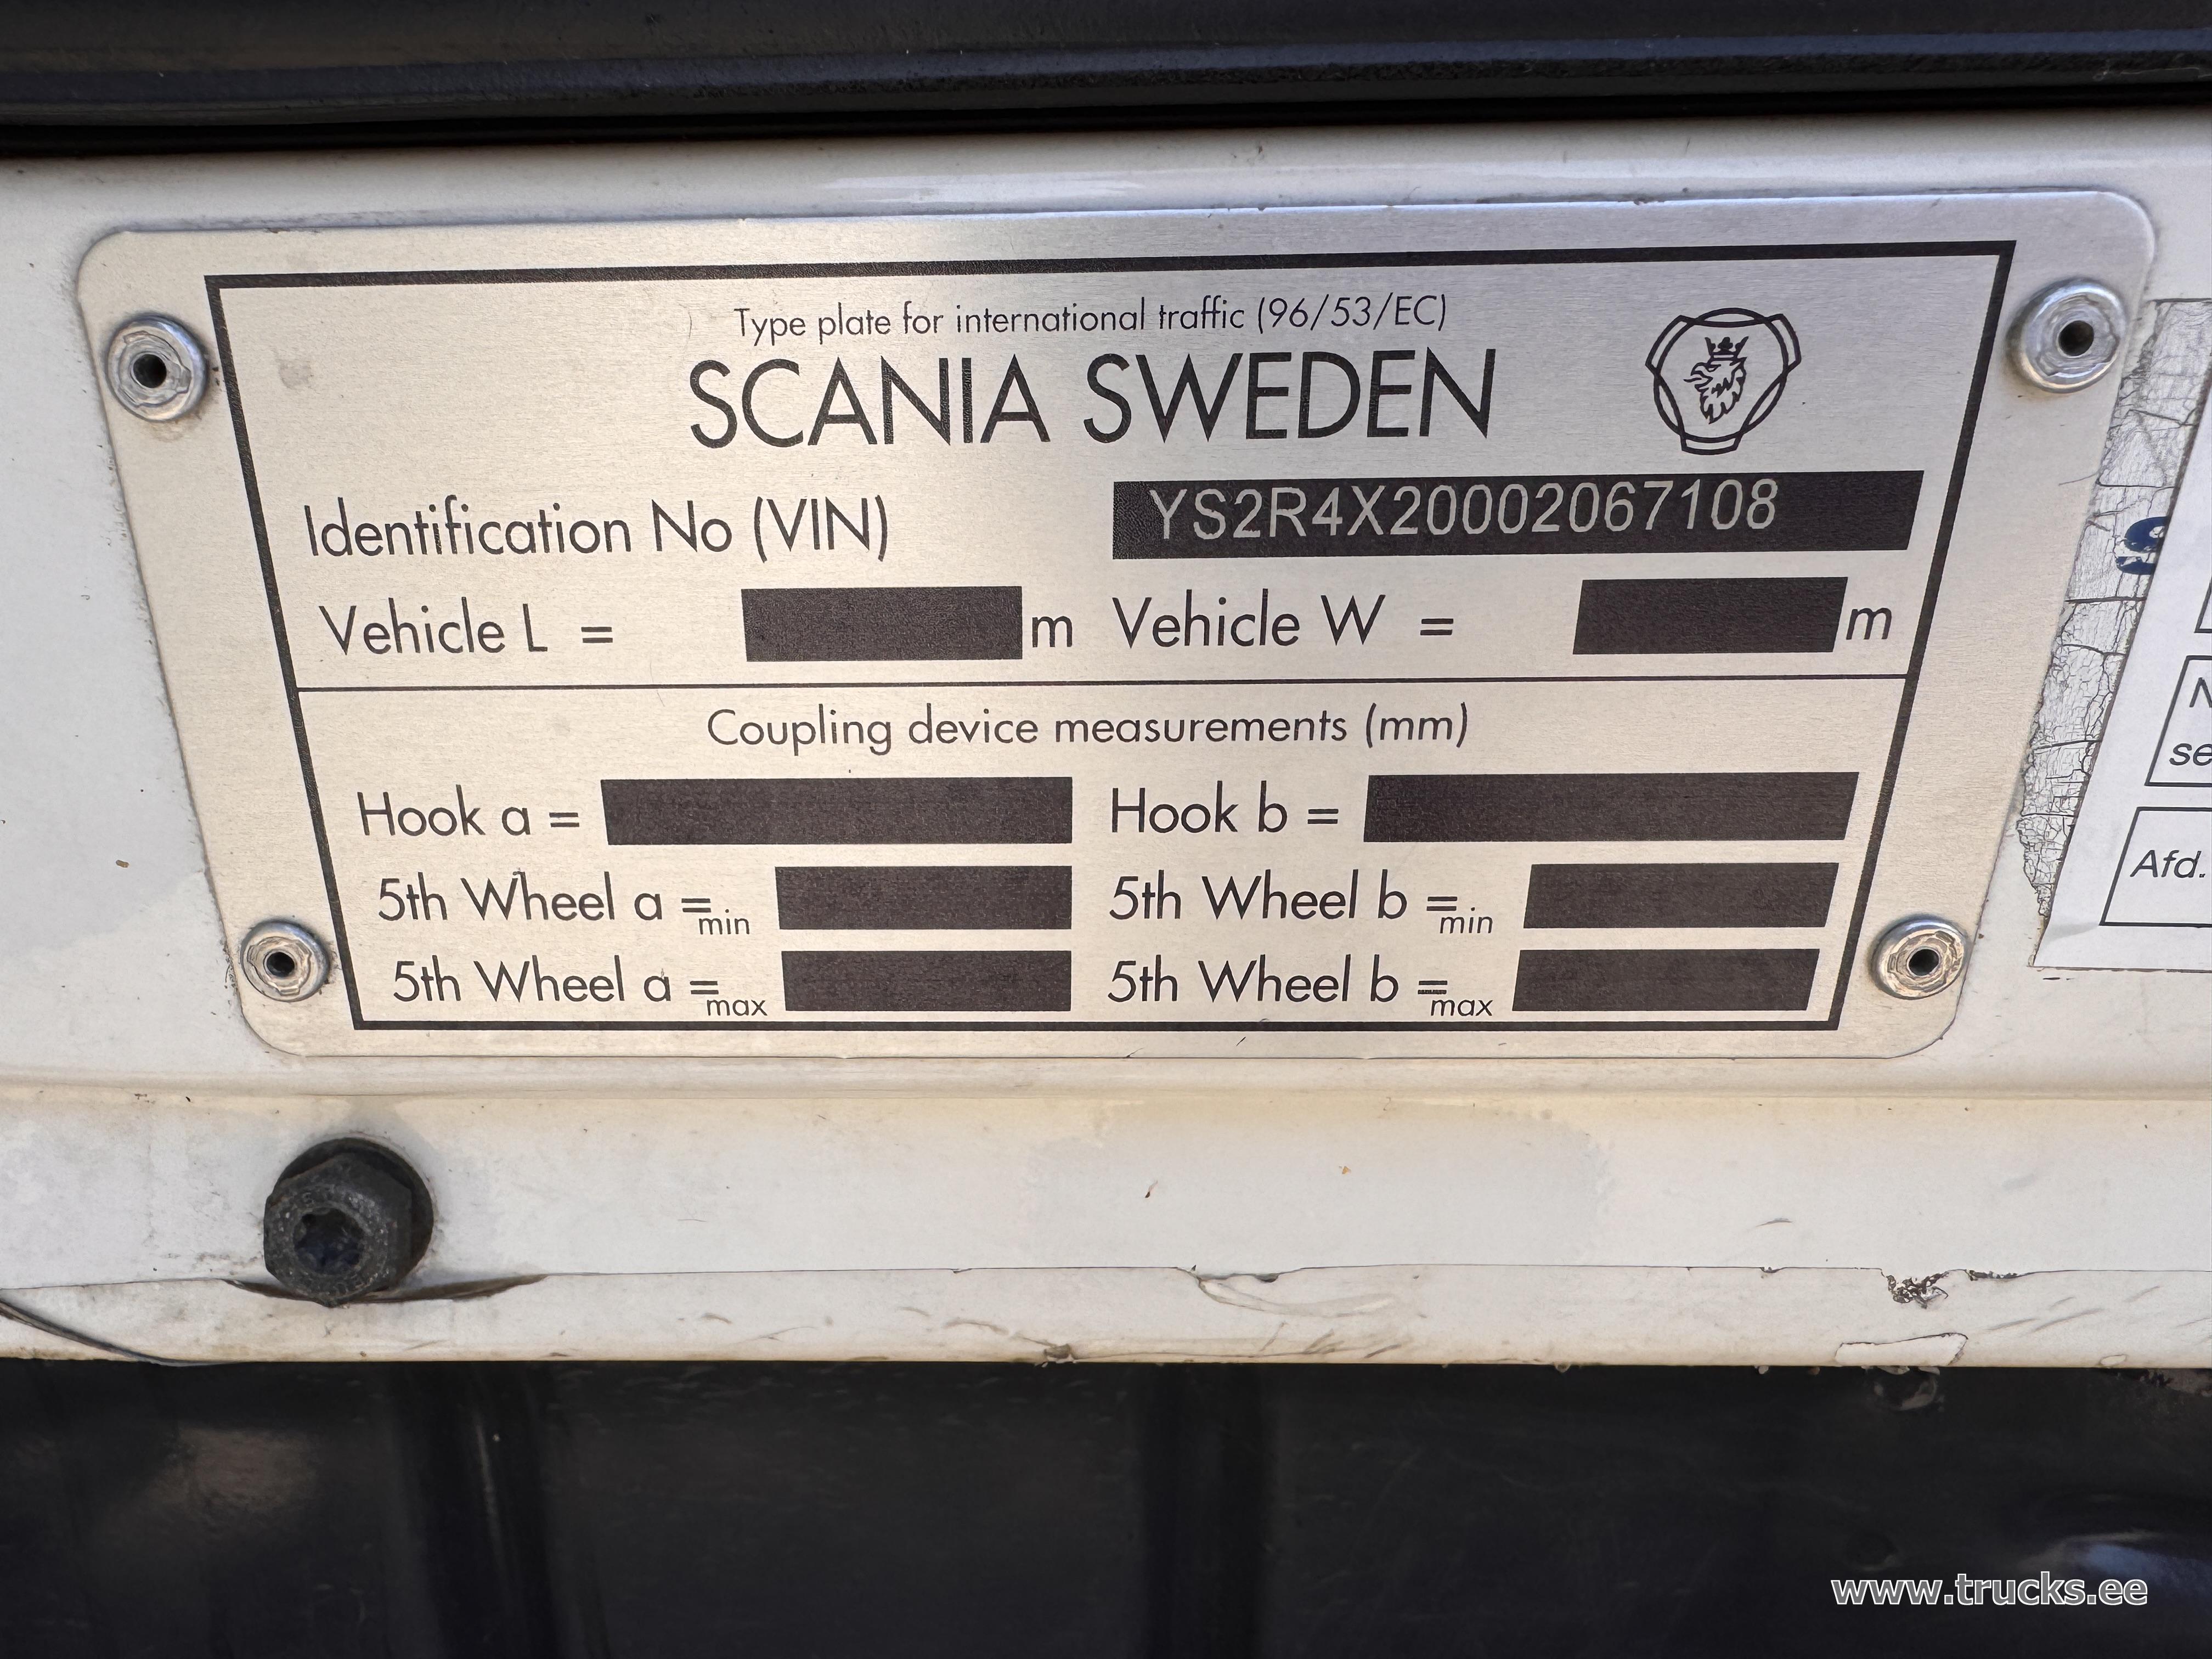 Type plate for international traffic (96/53/EC)
SCANIA SWEDEN
Identification No (VIN) YS2R4X20002067108
Vehicle L = m Vehicle W = m
Coupling device measurements (mm)
Hook a = Hook b =
5th Wheel a =min 5th Wheel b =min
5th Wheel a =max 5th Wheel b =max
Afd.
www.trucks.ee